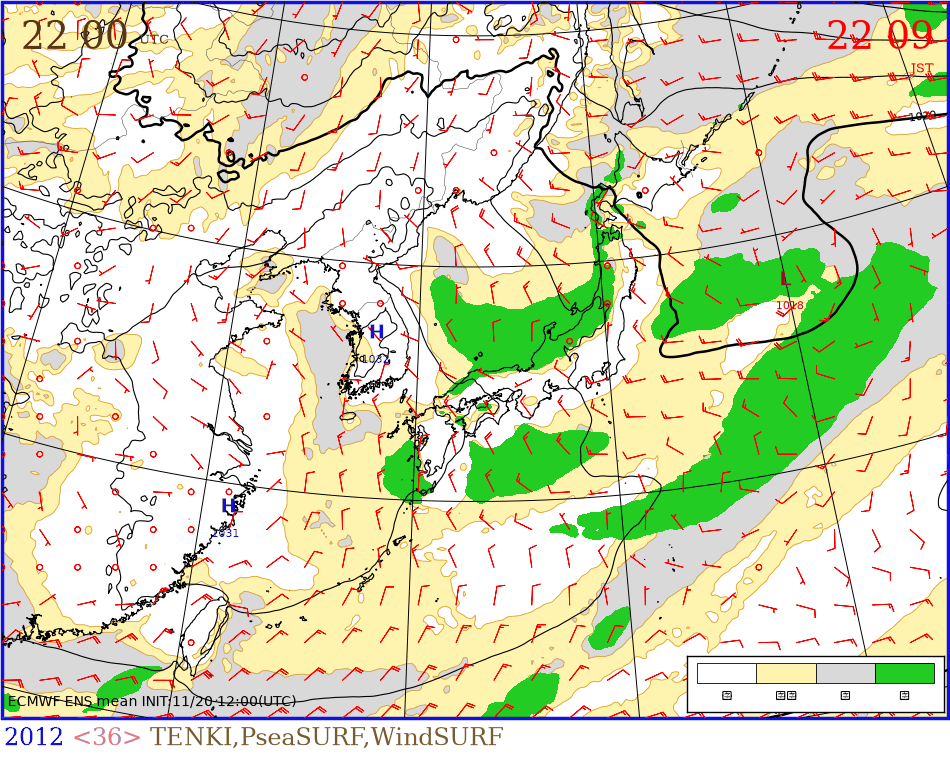 22 00 UTC
22 09
JST
1020
L
1018
H
1032
H
1031
ECMWF ENS mean INIT:11/20 12:00(UTC)
2012 <36> TENKI,PseaSURF,WindSURF